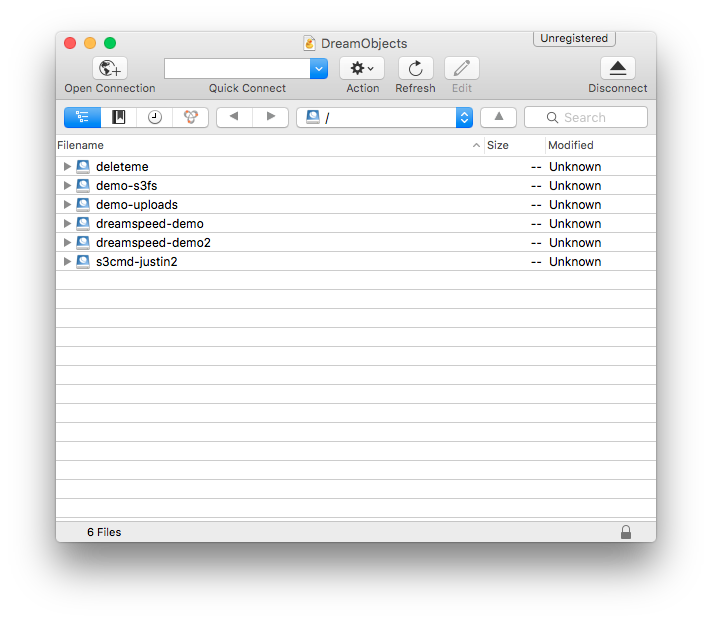 DreamObjects
Unregistered
Open Connection
Quick Connect
Action
Refresh
Edit
Disconnect
/
Search
Filename Size Modified
deleteme -- Unknown
demo-s3fs -- Unknown
demo-uploads -- Unknown
dreamspeed-demo -- Unknown
dreamspeed-demo2 -- Unknown
s3cmd-justin2 -- Unknown
6 Files